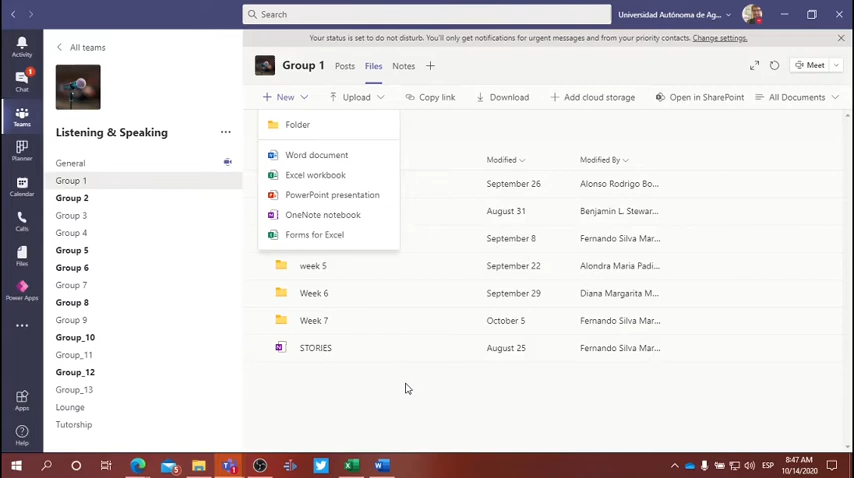 Search
Universidad Autónoma de Ag...
Your status is set to do not disturb. You'll only get notifications for urgent messages and from your priority contacts. Change settings.
Activity
Chat
1
Teams
Planner
Calendar
Calls
Files
Power Apps
Apps
Help
All teams
Listening & Speaking
General
Group 1
Group 2
Group 3
Group 4
Group 5
Group 6
Group 7
Group 8
Group 9
Group_10
Group_11
Group_12
Group_13
Lounge
Tutorship
Group 1 Posts Files Notes
Meet
New Upload Copy link Download Add cloud storage Open in SharePoint All Documents
Folder
Word document
Excel workbook
PowerPoint presentation
OneNote notebook
Forms for Excel
Modified Modified By
September 26 Alonso Rodrigo Bo...
August 31 Benjamin L. Stewar...
September 8 Fernando Silva Mar...
week 5 September 22 Alondra Maria Padi...
Week 6 September 29 Diana Margarita M...
Week 7 October 5 Fernando Silva Mar...
STORIES August 25 Fernando Silva Mar...
ESP
8:47 AM
10/14/2020